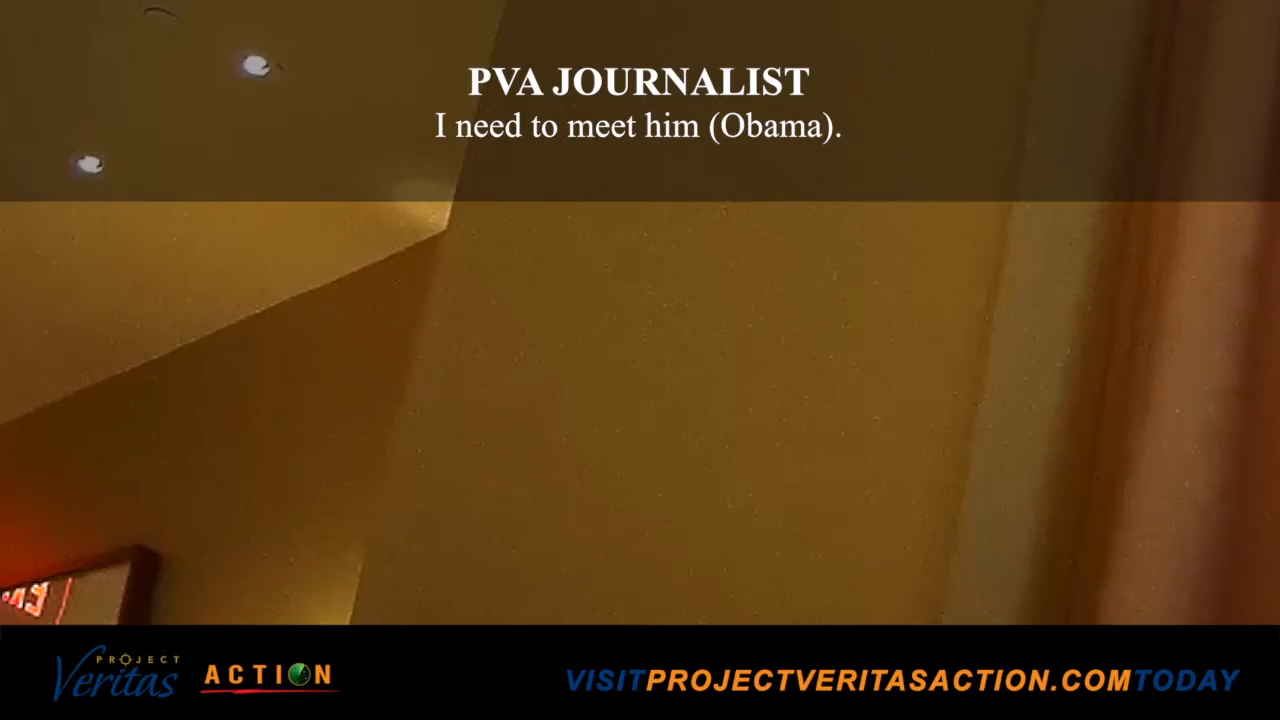 PVA JOURNALIST
I need to meet him (Obama).
PROJECT
Veritas ACTION
VISITPROJECTVERITASACTION.COMTODAY